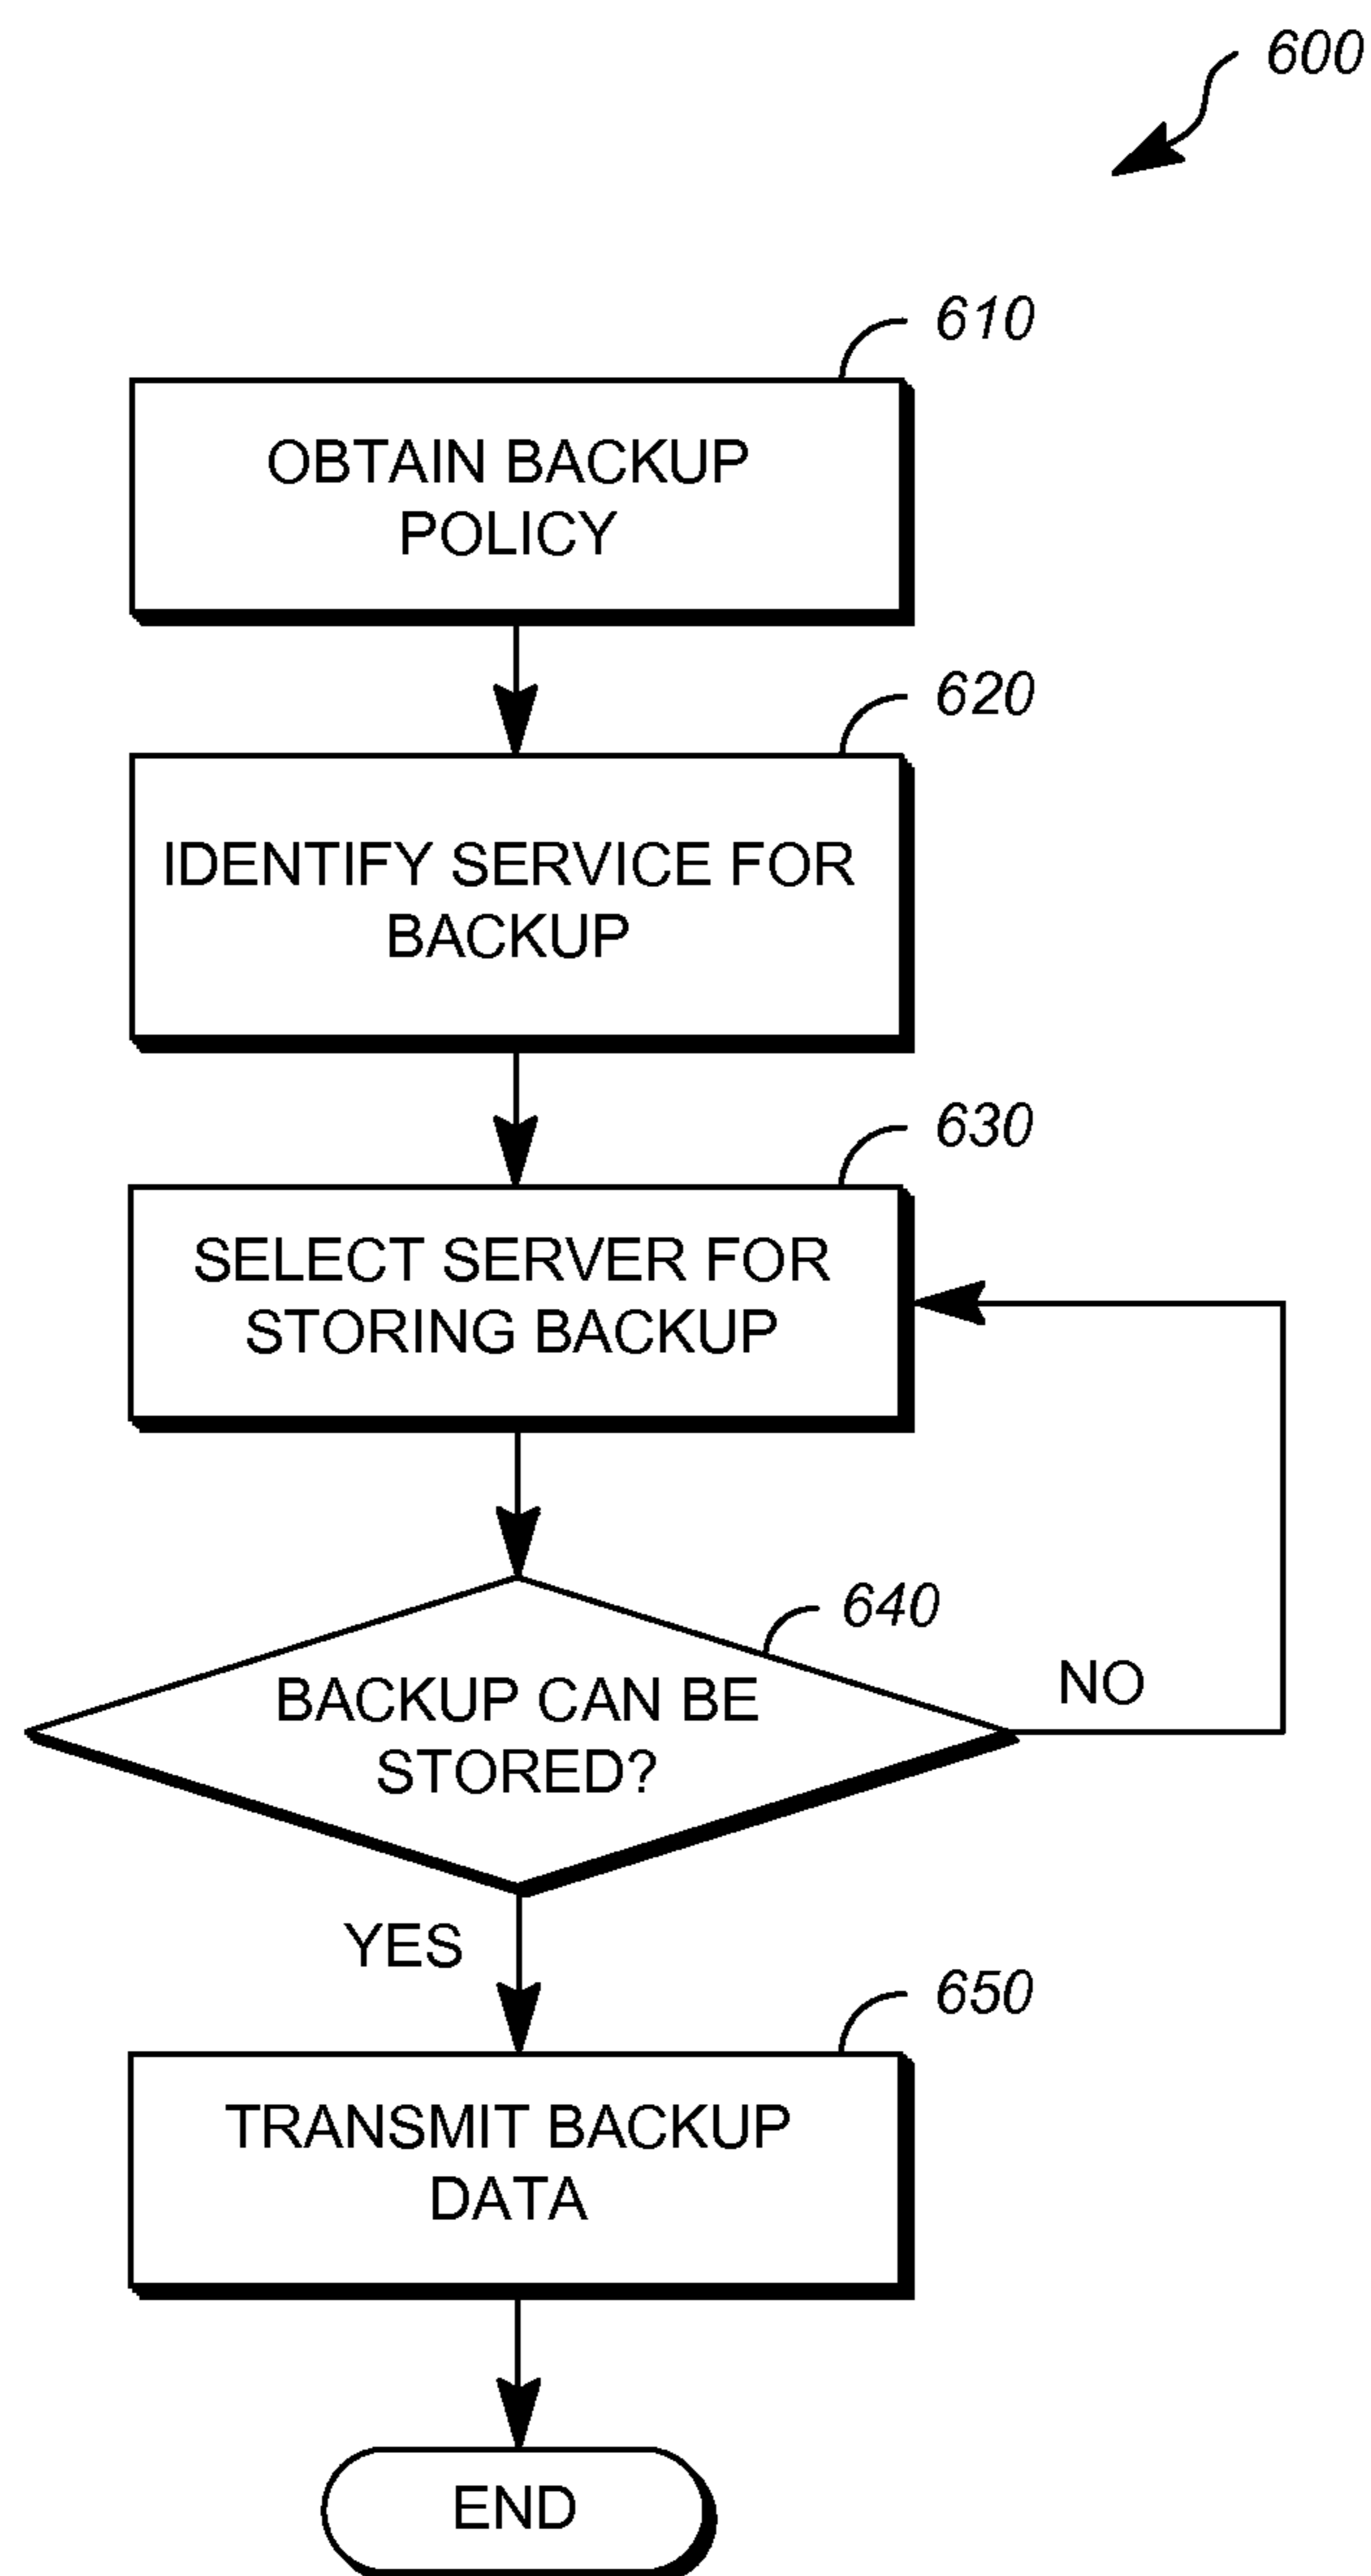 600
610
OBTAIN BACKUP
POLICY
620
IDENTIFY SERVICE FOR
BACKUP
630
SELECT SERVER FOR
STORING BACKUP
640
BACKUP CAN BE
STORED?
NO
YES
650
TRANSMIT BACKUP
DATA
END